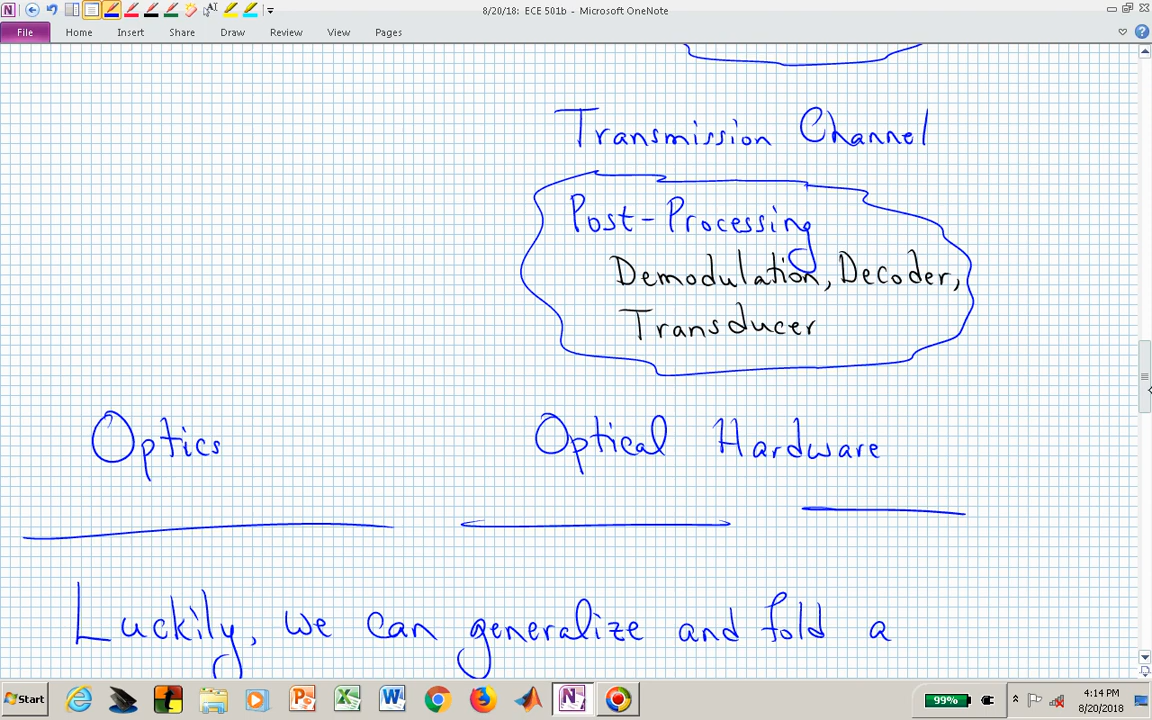 8/20/18: ECE 501b - Microsoft OneNote
File Home Insert Share Draw Review View Pages
Transmission Channel
Post-Processing
Demodulation, Decoder,
Transducer
Optics Optical Hardware
Luckily, we can generalize and fold a
Start
99%
4:14 PM
8/20/2018